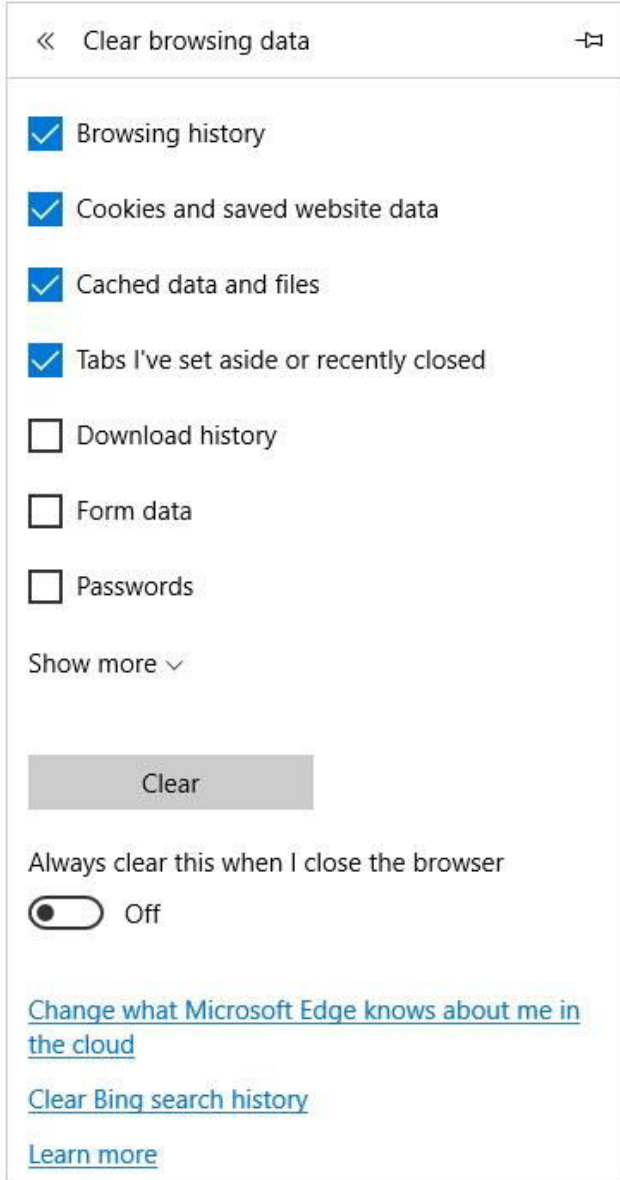 Clear browsing data
Browsing history
Cookies and saved website data
Cached data and files
Tabs I've set aside or recently closed
Download history
Form data
Passwords
Show more
Clear
Always clear this when I close the browser
Off
Change what Microsoft Edge knows about me in
the cloud
Clear Bing search history
Learn more